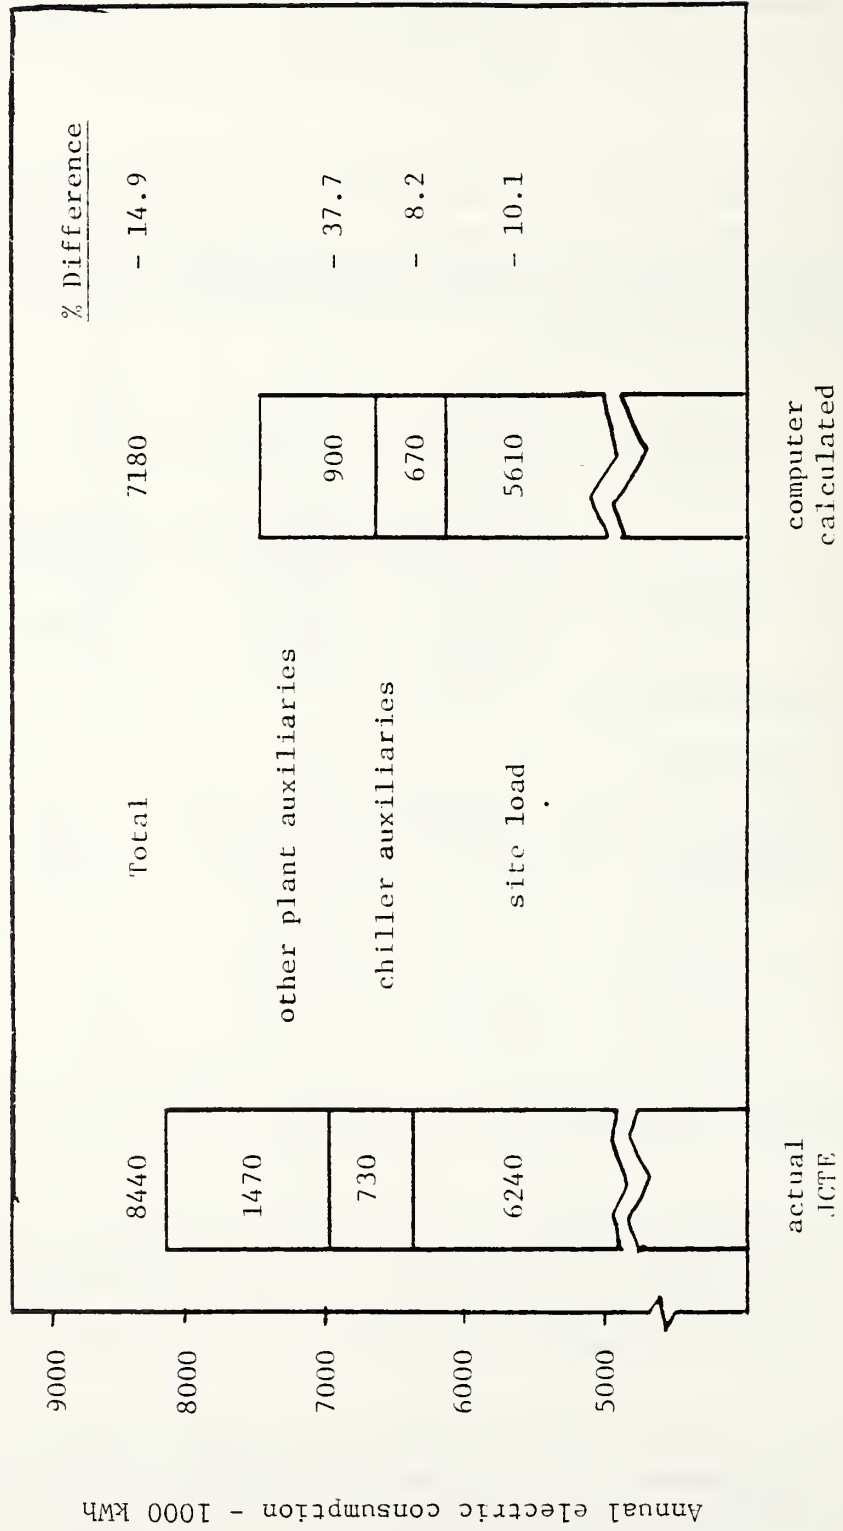 Annual electric consumption - 1000 kWh
9000
8000
7000
6000
5000
% Difference
8440
Total
7180
- 14.9
1470
other plant auxiliaries
900
- 37.7
730
chiller auxiliaries
670
- 8.2
6240
site load
5610
- 10.1
actual
JCTE
computer
calculated